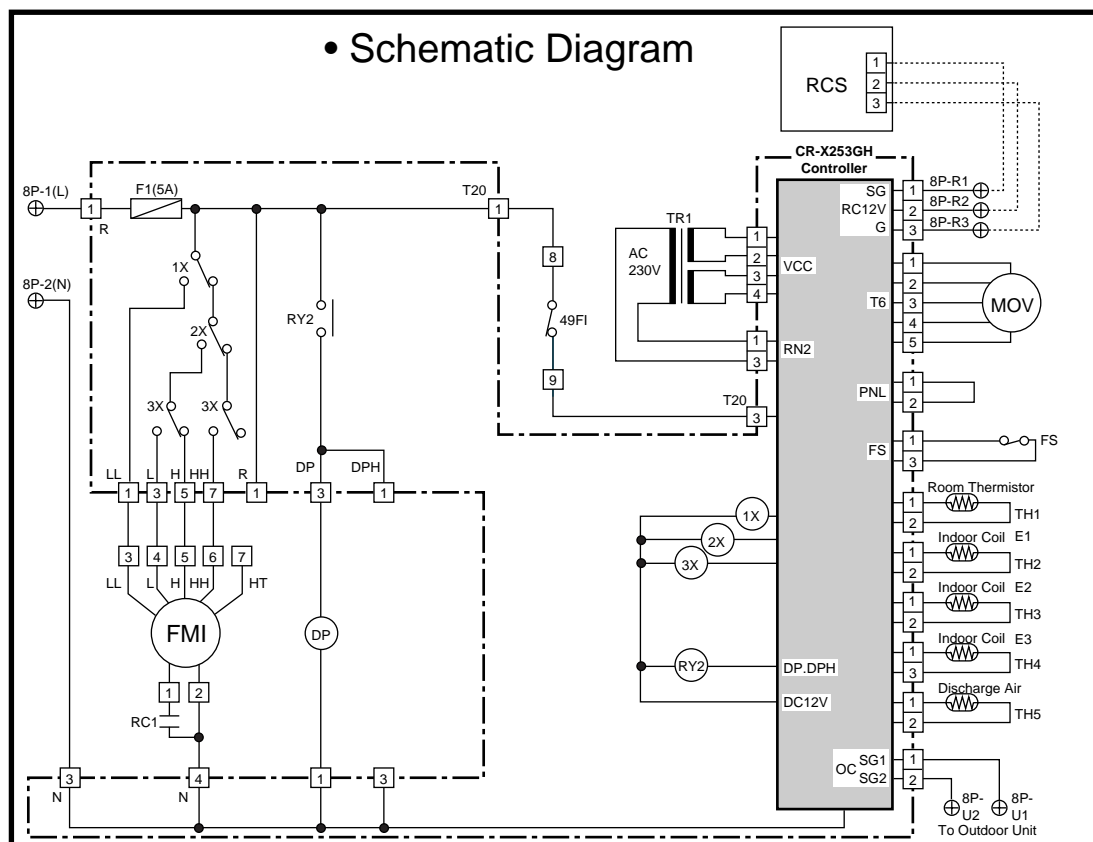 • Schematic Diagram
RCS
1
2
3
CR-X253GH
Controller
8P-1(L)
1
R
F1(5A)
T20
1
8P-2(N)
1X
2X
3X
3X
RY2
8
49FI
9
T20
3
TR1
AC
230V
1
2
3
4
VCC
1
3
RN2
SG
1
8P-R1
RC12V
2
8P-R2
G
3
8P-R3
T6
1
2
3
4
5
MOV
PNL
1
2
FS
1
3
FS
Room Thermistor
1
2
TH1
Indoor Coil E1
1
2
TH2
Indoor Coil E2
1
2
TH3
Indoor Coil E3
1
3
TH4
Discharge Air
1
2
TH5
OC
SG1
1
SG2
2
8P-
U2
8P-
U1
To Outdoor Unit
1X
2X
3X
RY2
DP.DPH
DC12V
LL
L
H
HH
R
DP
DPH
1
3
5
7
1
3
1
3
4
5
6
7
LL
L
H
HH
HT
FMI
DP
1
2
RC1
3
N
4
N
1
3